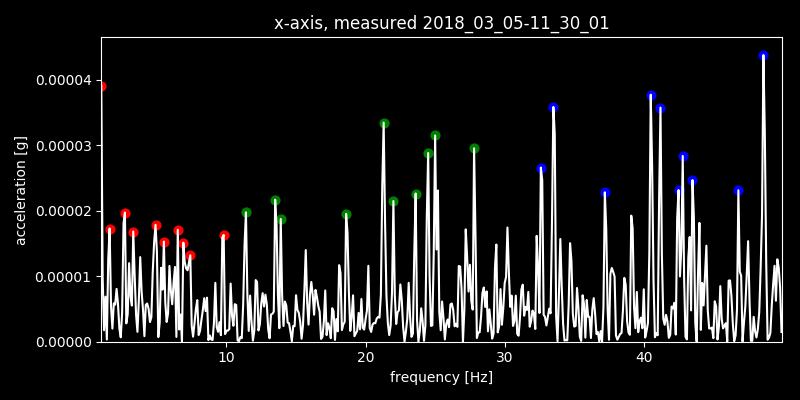 x-axis, measured 2018_03_05-11_30_01
0.00004
0.00003
0.00002
0.00001
0.00000
acceleration [g]
10 20 30 40
frequency [Hz]